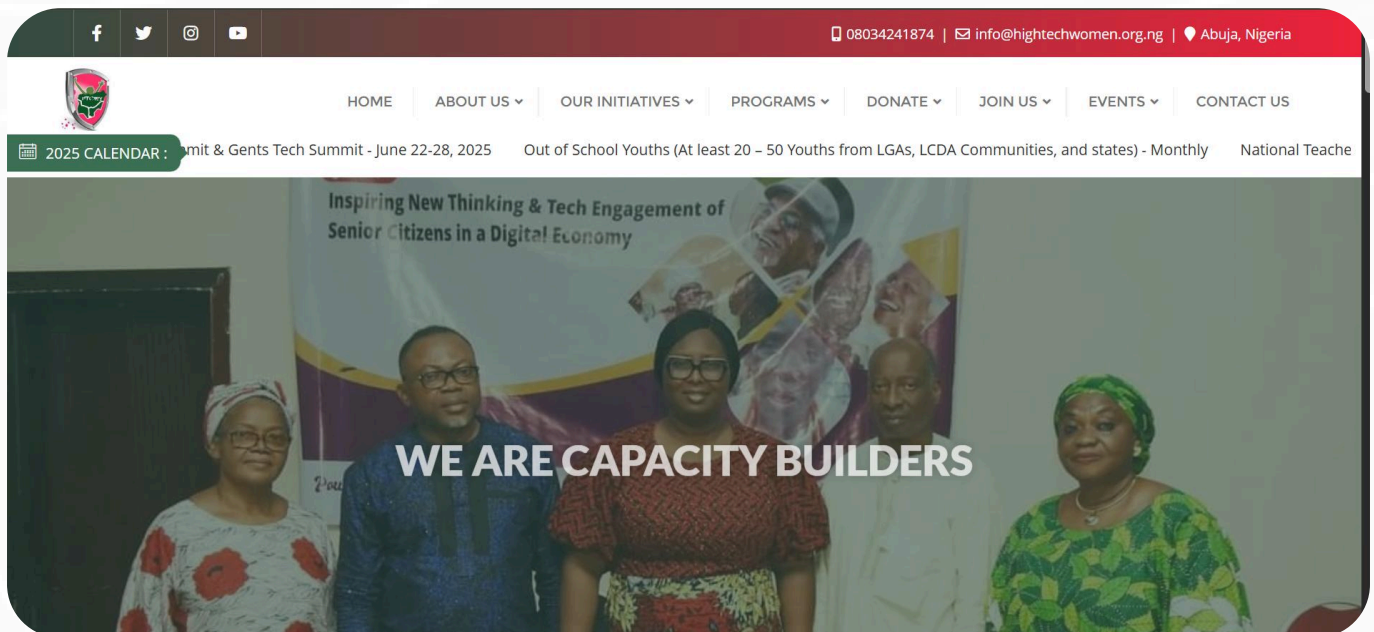 08034241874 | info@hightechwomen.org.ng | Abuja, Nigeria
HOME ABOUT US OUR INITIATIVES PROGRAMS DONATE JOIN US EVENTS CONTACT US
2025 CALENDAR : mit & Gents Tech Summit - June 22-28, 2025 Out of School Youths (At least 20 – 50 Youths from LGAs, LCDA Communities, and states) - Monthly National Teache
Inspiring New Thinking & Tech Engagement of
Senior Citizens in a Digital Economy
WE ARE CAPACITY BUILDERS